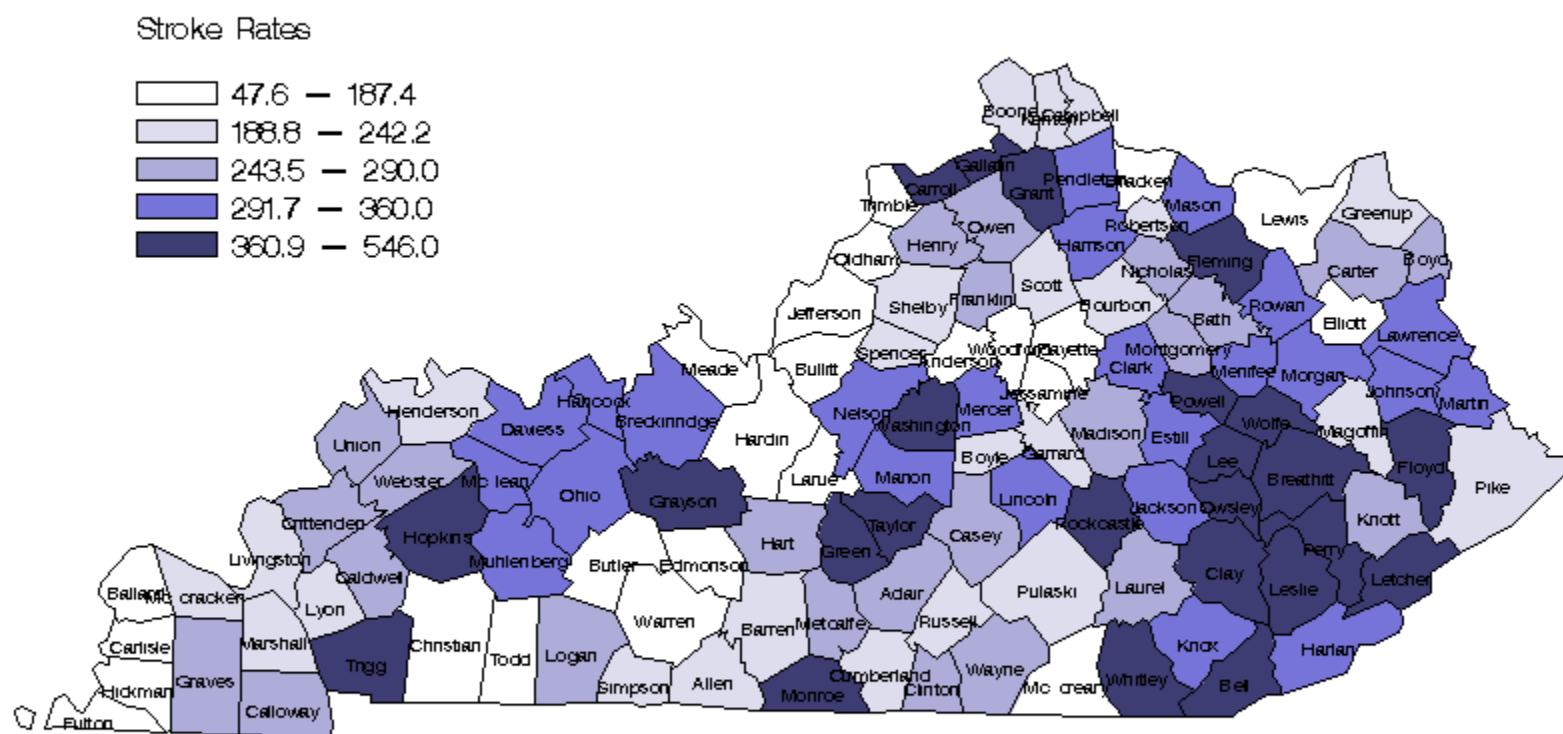 Stroke Rates
47.6 – 187.4
188.8 – 242.2
243.5 – 290.0
291.7 – 360.0
360.9 – 546.0
Boone
Kenton
Campbell
Gallatin
Carroll
Grant
Pendleton
Bracken
Trimble
Mason
Lewis
Greenup
Robertson
Owen
Henry
Harrison
Oldham
Fleming
Carter
Boyd
Nicholas
Scott
Franklin
Shelby
Bourbon
Rowan
Jefferson
Bath
Elliott
Lawrence
Woodford
Fayette
Spencer
Anderson
Montgomery
Meade
Bullitt
Clark
Menifee
Morgan
Johnson
Martin
Jessamine
Powell
Hancock
Henderson
Daviess
Breckinridge
Nelson
Washington
Mercer
Wolfe
Magoffin
Union
Hardin
Madison
Estill
Boyle
Garrard
Lee
Floyd
Webster
Mc lean
Ohio
Larue
Marion
Breathitt
Pike
Grayson
Lincoln
Jackson
Owsley
Crittenden
Rockcastle
Knott
Taylor
Hopkins
Hart
Green
Casey
Perry
Livingston
Muhlenberg
Caldwell
Butler
Edmonson
Clay
Letcher
Ballard
Mc cracken
Lyon
Adair
Pulaski
Laurel
Leslie
Warren
Barren
Metcalfe
Russell
Carlisle
Marshall
Christian
Todd
Logan
Knox
Harlan
Trigg
Graves
Hickman
Simpson
Allen
Monroe
Cumberland
Clinton
Wayne
Mc creary
Whitley
Bell
Fulton
Calloway